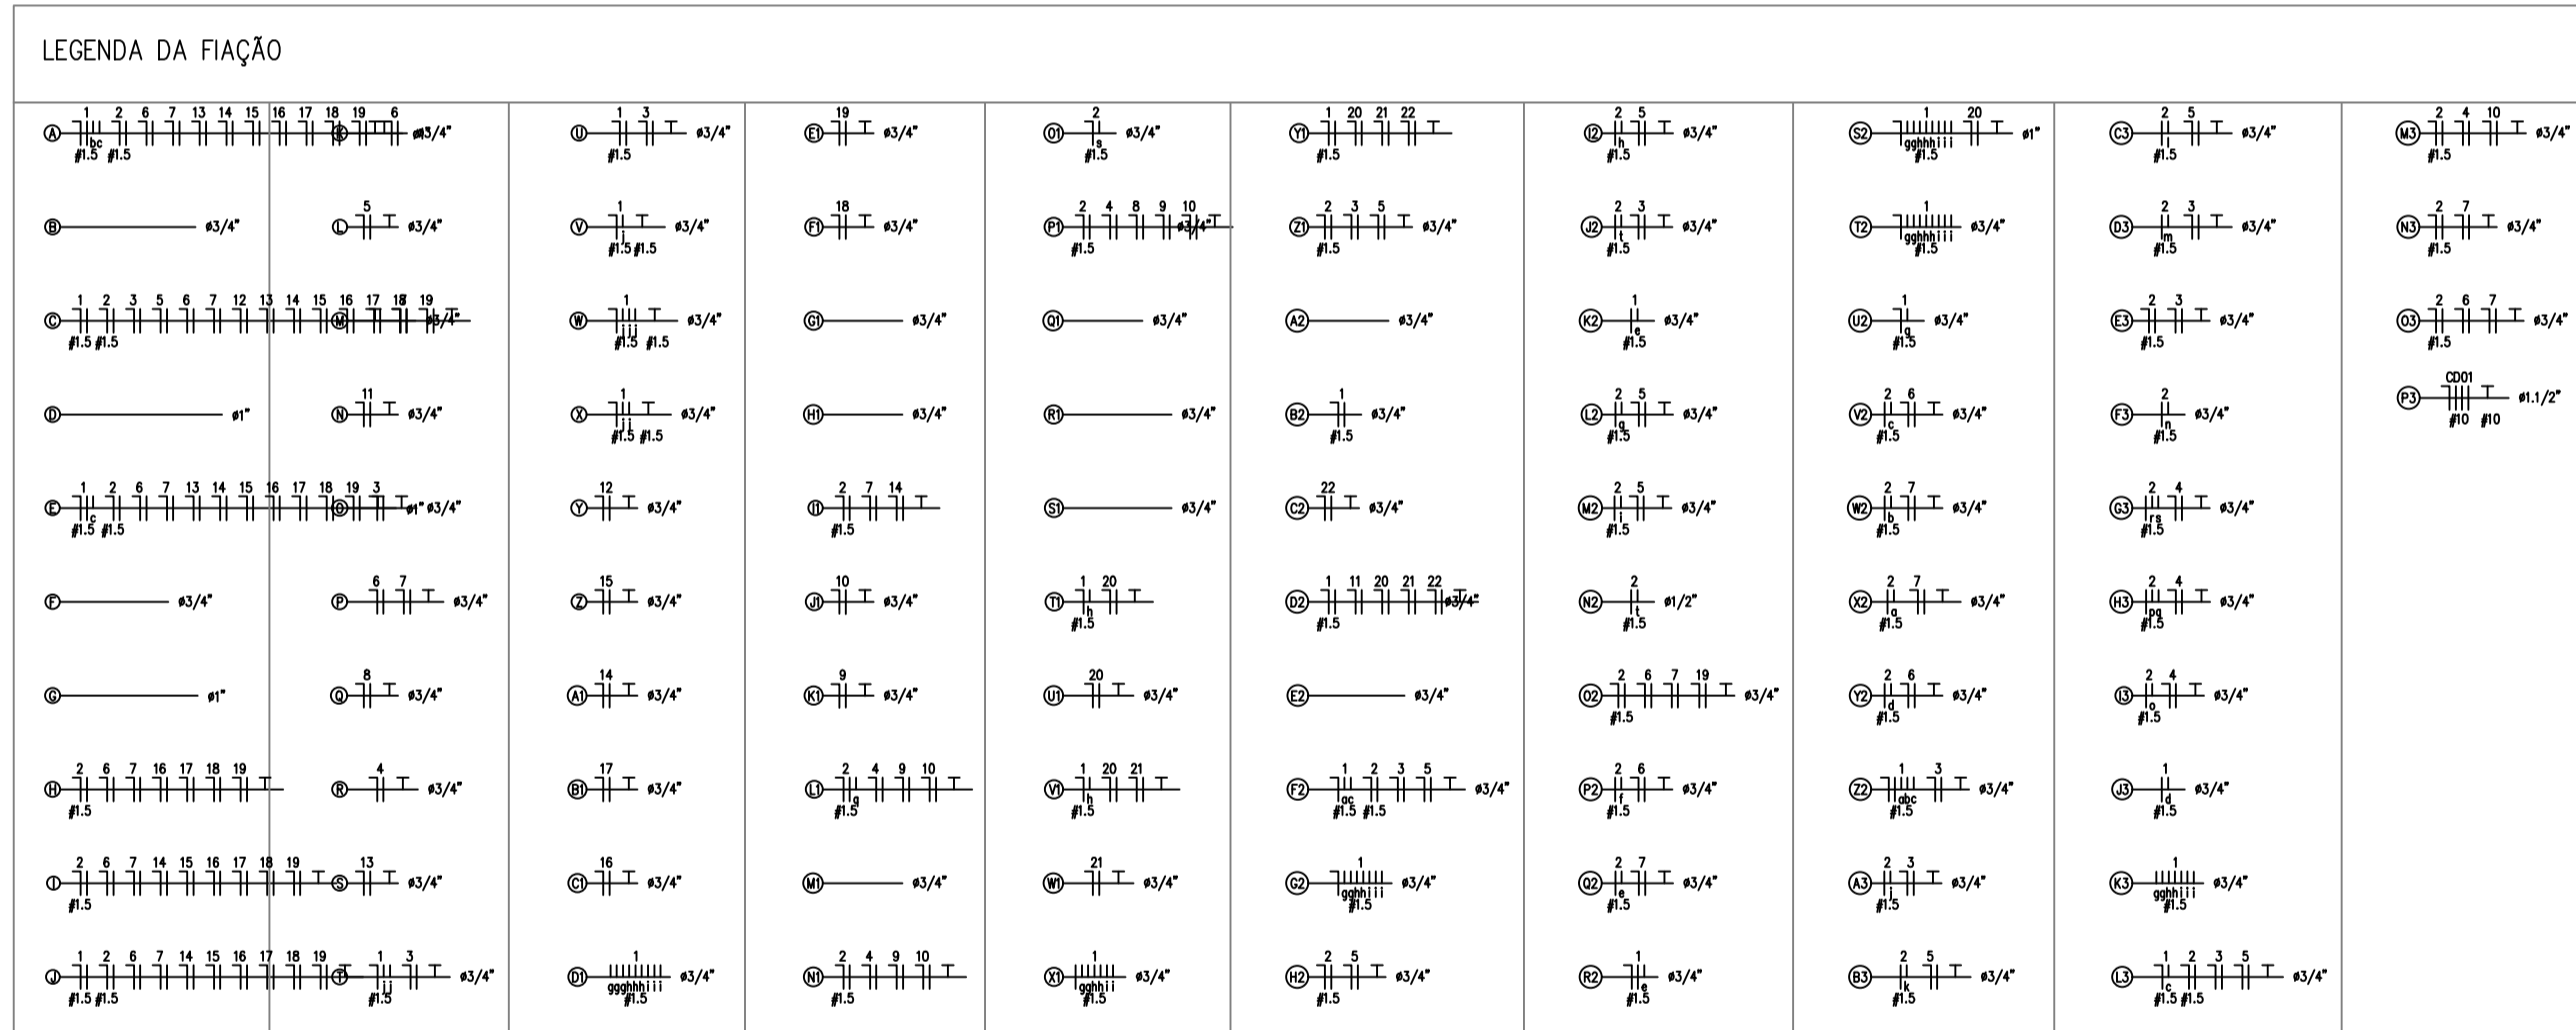 LEGENDA DA FIAÇÃO
A 1 2 6 7 13 14 15 16 17 18 bc #1.5 #1.5
B ø3/4"
C 1 2 3 5 6 7 12 13 14 15 16 17 18 19 #1.5 #1.5
D ø1"
E 1 2 6 7 13 14 15 16 17 18 19 c #1.5 #1.5 ø1"
F ø3/4"
G ø1"
H 2 6 7 16 17 18 19 #1.5
I 2 6 7 14 15 16 17 18 19 #1.5
J 1 2 6 7 14 15 16 17 18 19 #1.5 #1.5
K 19 6 ø3/4"
L 5 ø3/4"
M ø3/4"
N 11 ø3/4"
O 3 ø3/4"
P 6 7 ø3/4"
Q 8 ø3/4"
R 4 ø3/4"
S 13 ø3/4"
T 1 3 jj #1.5 ø3/4"
U 1 3 #1.5 ø3/4"
V 1 j #1.5 #1.5 ø3/4"
W 1 jjj #1.5 #1.5 ø3/4"
X 1 jj #1.5 #1.5 ø3/4"
Y 12 ø3/4"
Z 15 ø3/4"
A1 14 ø3/4"
B1 17 ø3/4"
C1 16 ø3/4"
D1 1 ggghhhiii #1.5 ø3/4"
E1 19 ø3/4"
F1 18 ø3/4"
G1 ø3/4"
H1 ø3/4"
I1 2 7 14 #1.5
J1 10 ø3/4"
K1 9 ø3/4"
L1 2 4 9 10 g #1.5
M1 ø3/4"
N1 2 4 9 10 #1.5
O1 2 s #1.5 ø3/4"
P1 2 4 8 9 10 #1.5 ø3/4"
Q1 ø3/4"
R1 ø3/4"
S1 ø3/4"
T1 1 20 h #1.5
U1 20 ø3/4"
V1 1 20 21 h #1.5
W1 21 ø3/4"
X1 1 gghhii #1.5 ø3/4"
Y1 1 20 21 22 #1.5
Z1 2 3 5 #1.5 ø3/4"
A2 ø3/4"
B2 1 #1.5 ø3/4"
C2 22 ø3/4"
D2 1 11 20 21 22 #1.5 ø3/4"
E2 ø3/4"
F2 1 2 3 5 ac #1.5 #1.5 ø3/4"
G2 1 gghhiii #1.5 ø3/4"
H2 2 5 #1.5 ø3/4"
I2 2 5 h #1.5 ø3/4"
J2 2 3 t #1.5 ø3/4"
K2 1 e #1.5 ø3/4"
L2 2 5 g #1.5 ø3/4"
M2 2 5 i #1.5 ø3/4"
N2 2 t #1.5 ø1/2"
O2 2 6 7 19 #1.5 ø3/4"
P2 2 6 f #1.5 ø3/4"
Q2 2 7 e #1.5 ø3/4"
R2 1 e #1.5 ø3/4"
S2 1 20 gghhhiii #1.5 ø1"
T2 1 gghhhiii #1.5 ø3/4"
U2 1 g #1.5 ø3/4"
V2 2 6 c #1.5 ø3/4"
W2 2 7 b #1.5 ø3/4"
X2 2 7 a #1.5 ø3/4"
Y2 2 6 d #1.5 ø3/4"
Z2 1 3 abc #1.5 ø3/4"
A3 2 3 j #1.5 ø3/4"
B3 2 5 k #1.5 ø3/4"
C3 2 5 l #1.5 ø3/4"
D3 2 3 m #1.5 ø3/4"
E3 2 3 #1.5 ø3/4"
F3 2 n #1.5 ø3/4"
G3 2 4 rs #1.5 ø3/4"
H3 2 4 pq #1.5 ø3/4"
I3 2 4 o #1.5 ø3/4"
J3 1 d #1.5 ø3/4"
K3 1 gghhiii #1.5 ø3/4"
L3 1 2 3 5 c #1.5 #1.5 ø3/4"
M3 2 4 10 #1.5 ø3/4"
N3 2 7 #1.5 ø3/4"
O3 2 6 7 #1.5 ø3/4"
P3 CD01 #10 #10 ø1.1/2"